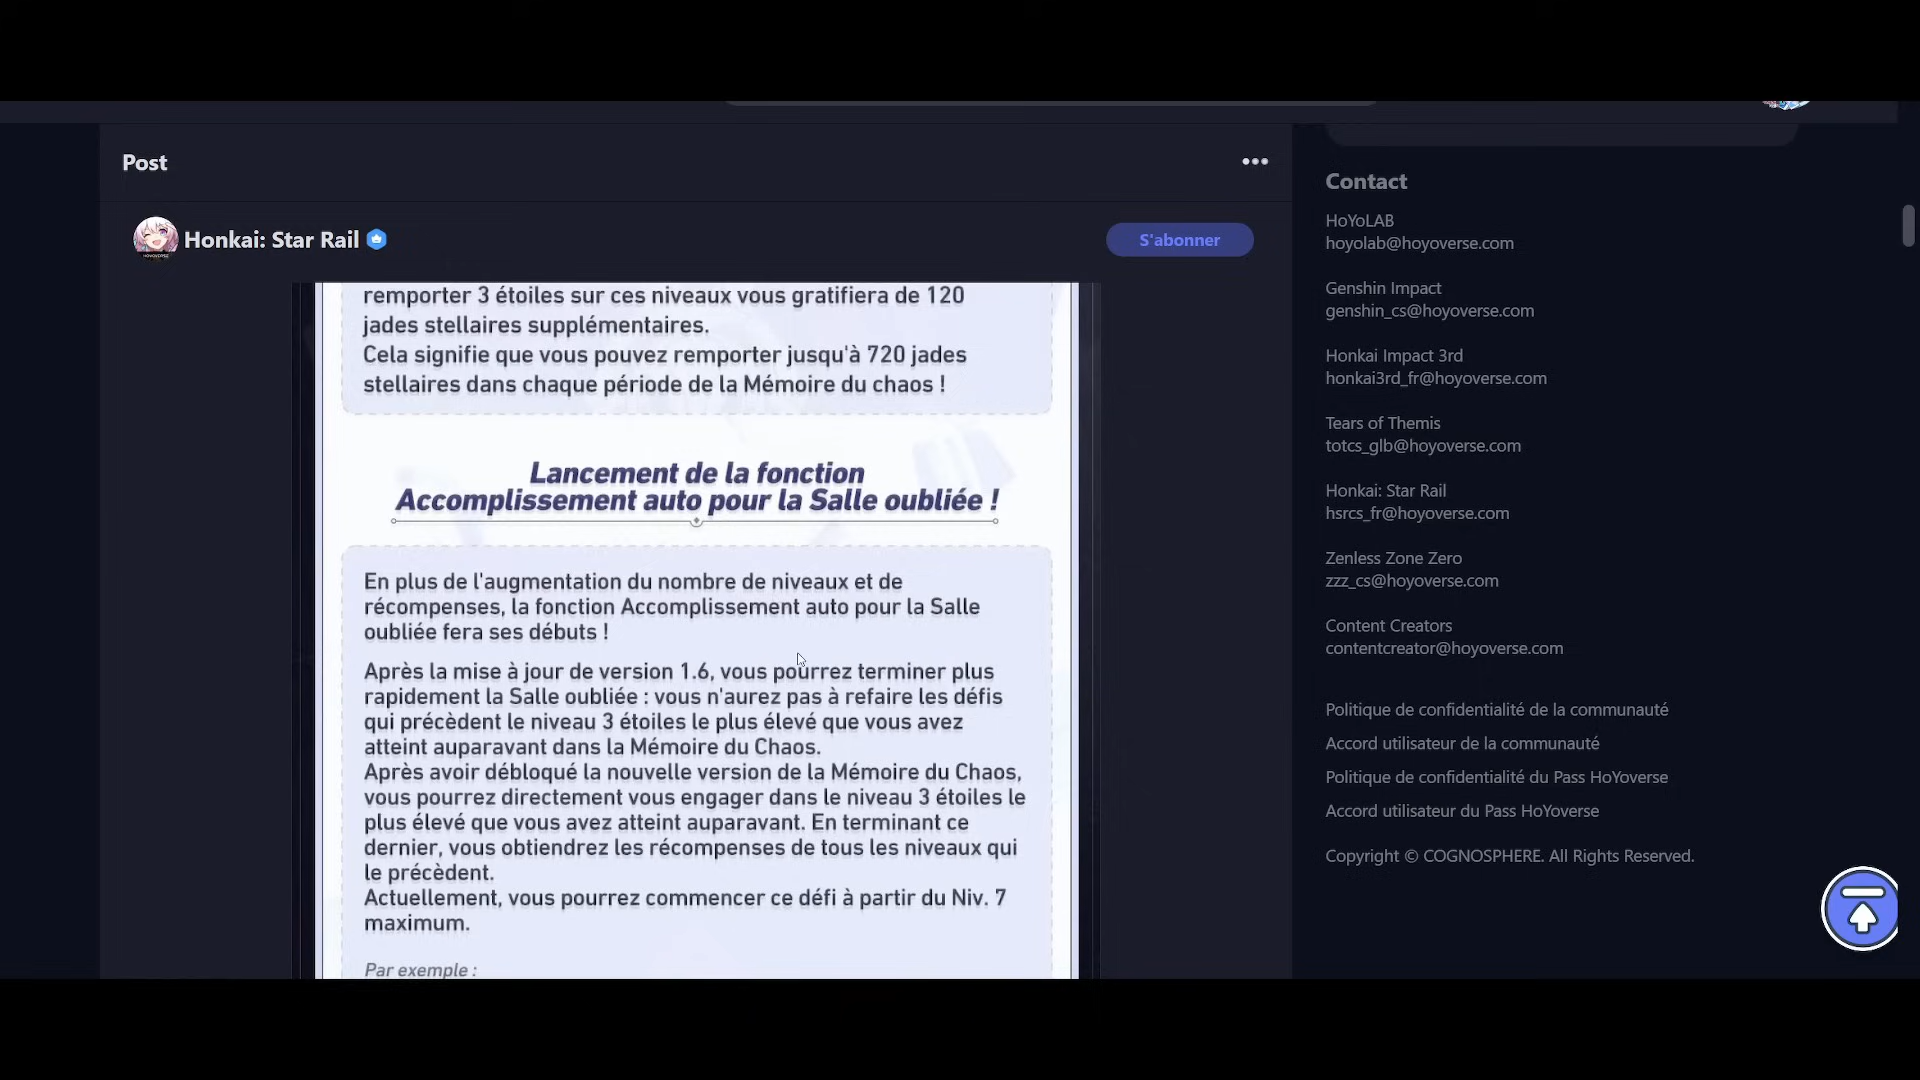 Post
•••
Honkai: Star Rail
S'abonner
remporter 3 étoiles sur ces niveaux vous gratifiera de 120
jades stellaires supplémentaires.
Cela signifie que vous pouvez remporter jusqu'à 720 jades
stellaires dans chaque période de la Mémoire du chaos !
Lancement de la fonction
Accomplissement auto pour la Salle oubliée !
En plus de l'augmentation du nombre de niveaux et de
récompenses, la fonction Accomplissement auto pour la Salle
oubliée fera ses débuts !
Après la mise à jour de version 1.6, vous pourrez terminer plus
rapidement la Salle oubliée : vous n'aurez pas à refaire les défis
qui précèdent le niveau 3 étoiles le plus élevé que vous avez
atteint auparavant dans la Mémoire du Chaos.
Après avoir débloqué la nouvelle version de la Mémoire du Chaos,
vous pourrez directement vous engager dans le niveau 3 étoiles le
plus élevé que vous avez atteint auparavant. En terminant ce
dernier, vous obtiendrez les récompenses de tous les niveaux qui
le précèdent.
Actuellement, vous pourrez commencer ce défi à partir du Niv. 7
maximum.
Par exemple :
Contact
HoYoLAB
hoyolab@hoyoverse.com
Genshin Impact
genshin_cs@hoyoverse.com
Honkai Impact 3rd
honkai3rd_fr@hoyoverse.com
Tears of Themis
totcs_glb@hoyoverse.com
Honkai: Star Rail
hsrcs_fr@hoyoverse.com
Zenless Zone Zero
zzz_cs@hoyoverse.com
Content Creators
contentcreator@hoyoverse.com
Politique de confidentialité de la communauté
Accord utilisateur de la communauté
Politique de confidentialité du Pass HoYoverse
Accord utilisateur du Pass HoYoverse
Copyright © COGNOSPHERE. All Rights Reserved.